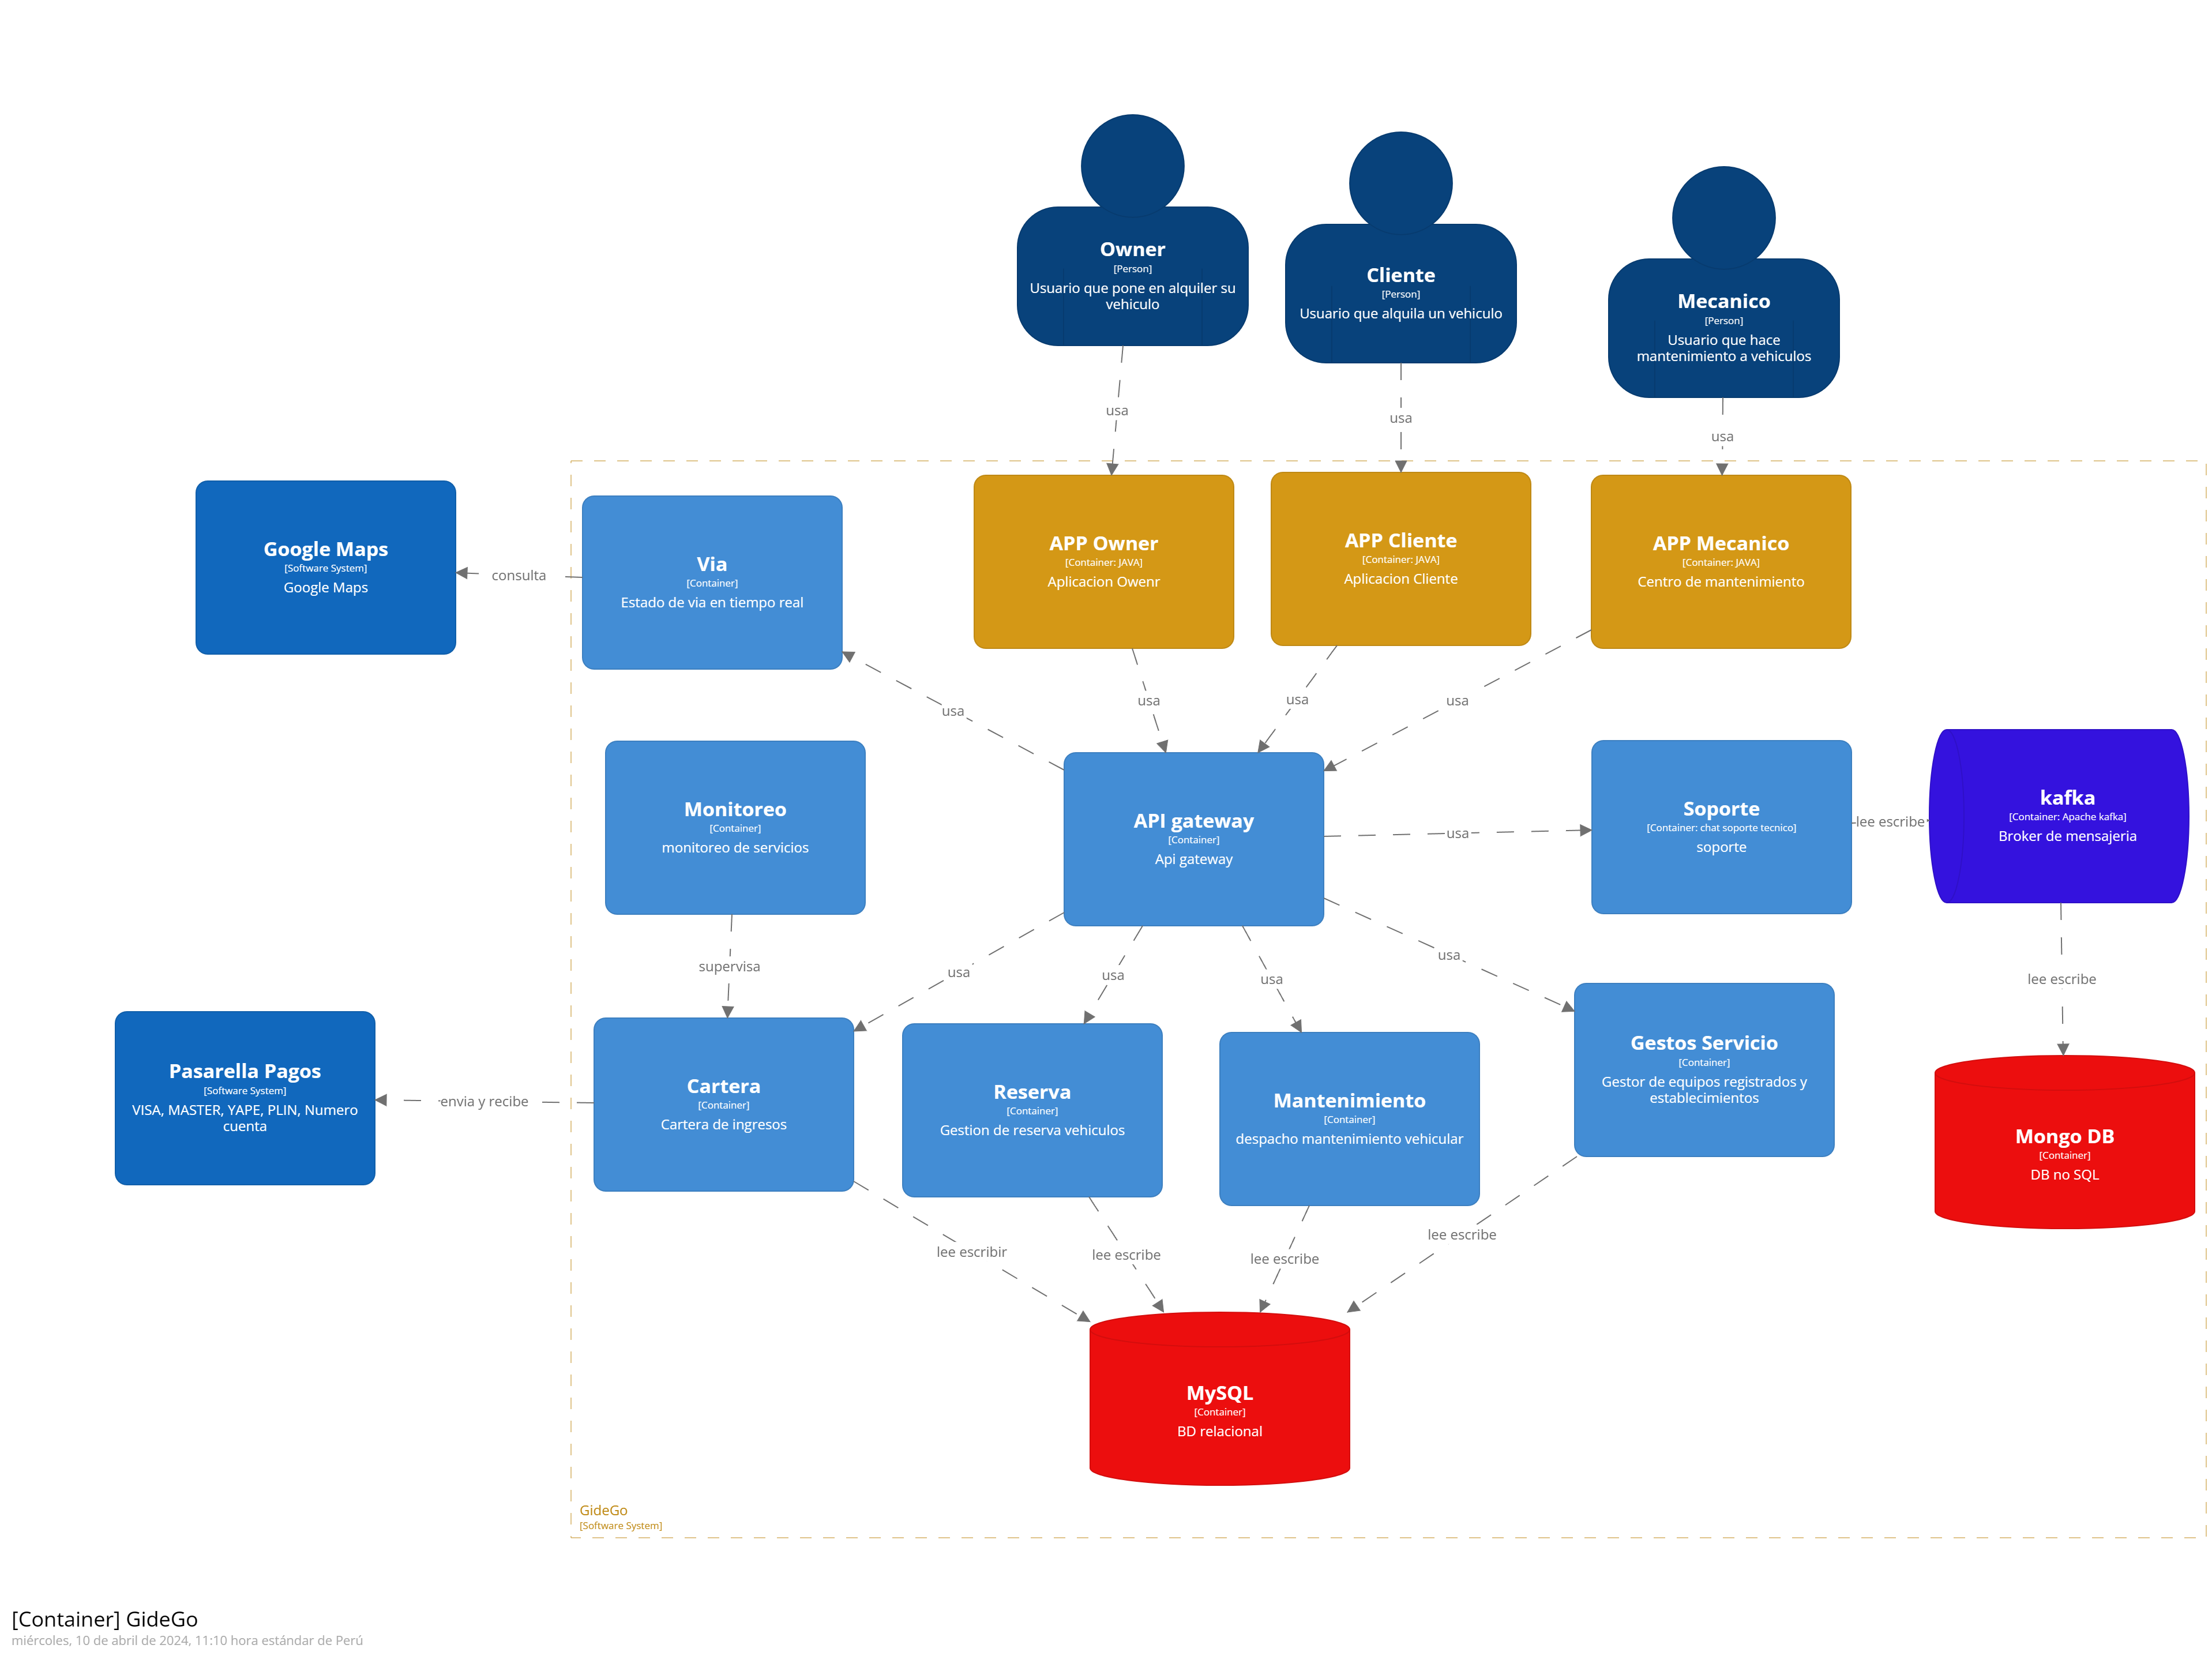 Owner
[Person]
Usuario que pone en alquiler su
vehiculo
Cliente
[Person]
Usuario que alquila un vehiculo
Mecanico
[Person]
Usuario que hace
mantenimiento a vehiculos
usa
usa
usa
Google Maps
[Software System]
Google Maps
consulta
Via
[Container]
Estado de via en tiempo real
APP Owner
[Container: JAVA]
Aplicacion Owenr
APP Cliente
[Container: JAVA]
Aplicacion Cliente
APP Mecanico
[Container: JAVA]
Centro de mantenimiento
usa
usa
usa
usa
Monitoreo
[Container]
monitoreo de servicios
API gateway
[Container]
Api gateway
usa
Soporte
[Container: chat soporte tecnico]
soporte
lee escribe
kafka
[Container: Apache kafka]
Broker de mensajeria
supervisa
usa
usa
usa
usa
lee escribe
Pasarella Pagos
[Software System]
VISA, MASTER, YAPE, PLIN, Numero
cuenta
envia y recibe
Cartera
[Container]
Cartera de ingresos
Reserva
[Container]
Gestion de reserva vehiculos
Mantenimiento
[Container]
despacho mantenimiento vehicular
Gestos Servicio
[Container]
Gestor de equipos registrados y
establecimientos
Mongo DB
[Container]
DB no SQL
lee escribir
lee escribe
lee escribe
lee escribe
MySQL
[Container]
BD relacional
GideGo
[Software System]
[Container] GideGo
miércoles, 10 de abril de 2024, 11:10 hora estándar de Perú